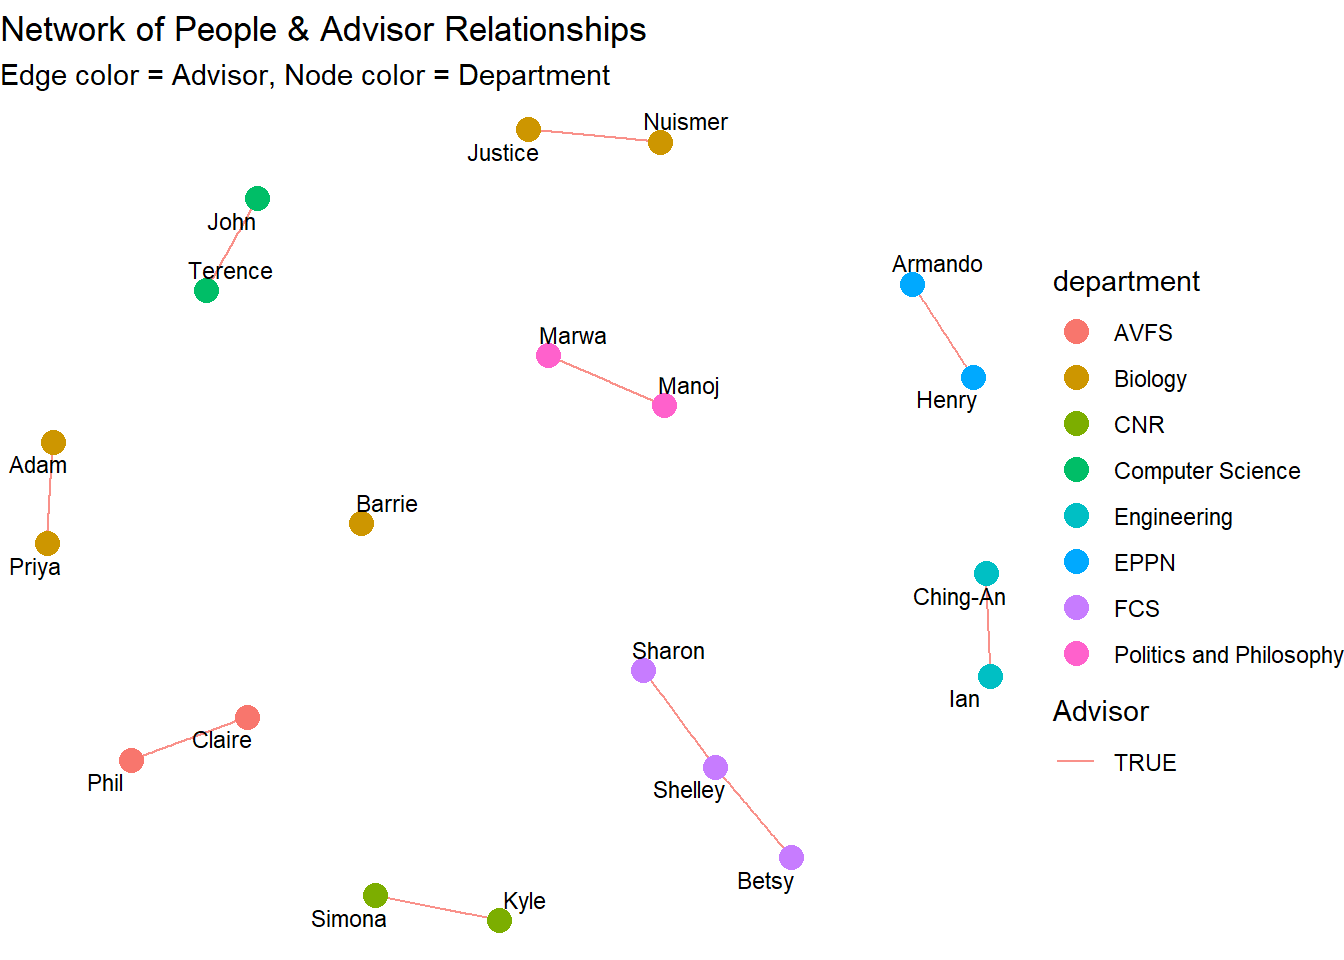 Network of People & Advisor Relationships
Edge color = Advisor, Node color = Department
Nuismer
Justice
John
Terence
Armando
Marwa
Manoj
Henry
Adam
Barrie
Priya
Ching-An
Sharon
Ian
Claire
Phil
Shelley
Betsy
Kyle
Simona
department
AVFS
Biology
CNR
Computer Science
Engineering
EPPN
FCS
Politics and Philosophy
Advisor
TRUE